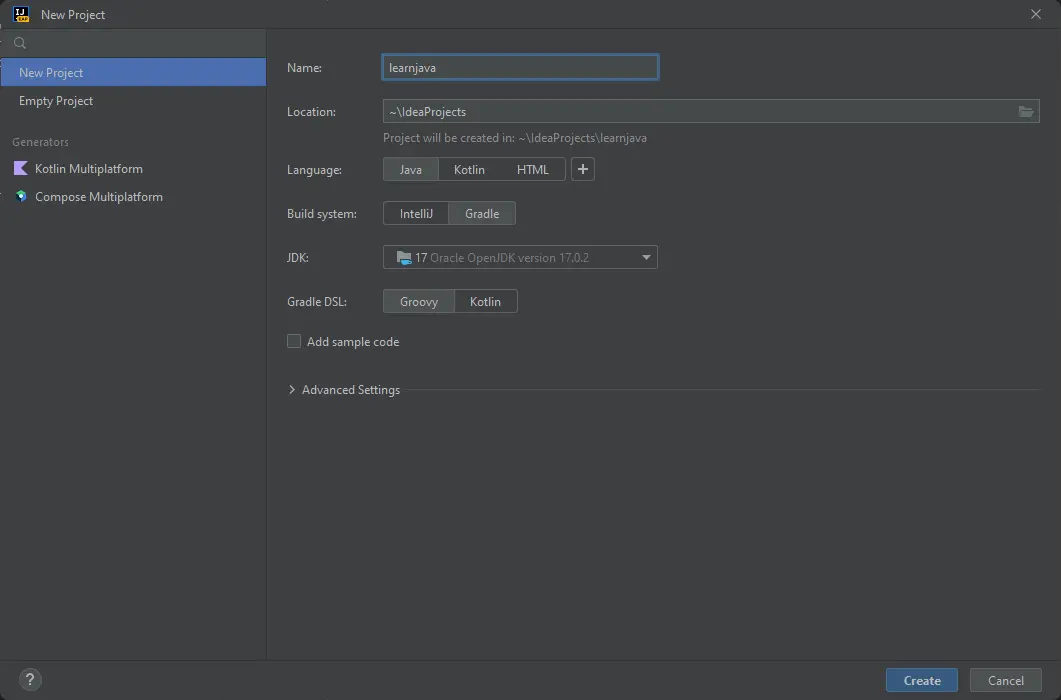 New Project
New Project
Empty Project
Generators
Kotlin Multiplatform
Compose Multiplatform
Name: learnjava
Location: ~\IdeaProjects
Project will be created in: ~\IdeaProjects\learnjava
Language: Java Kotlin HTML +
Build system: IntelliJ Gradle
JDK: 17 Oracle OpenJDK version 17.0.2
Gradle DSL: Groovy Kotlin
Add sample code
Advanced Settings
? Create Cancel